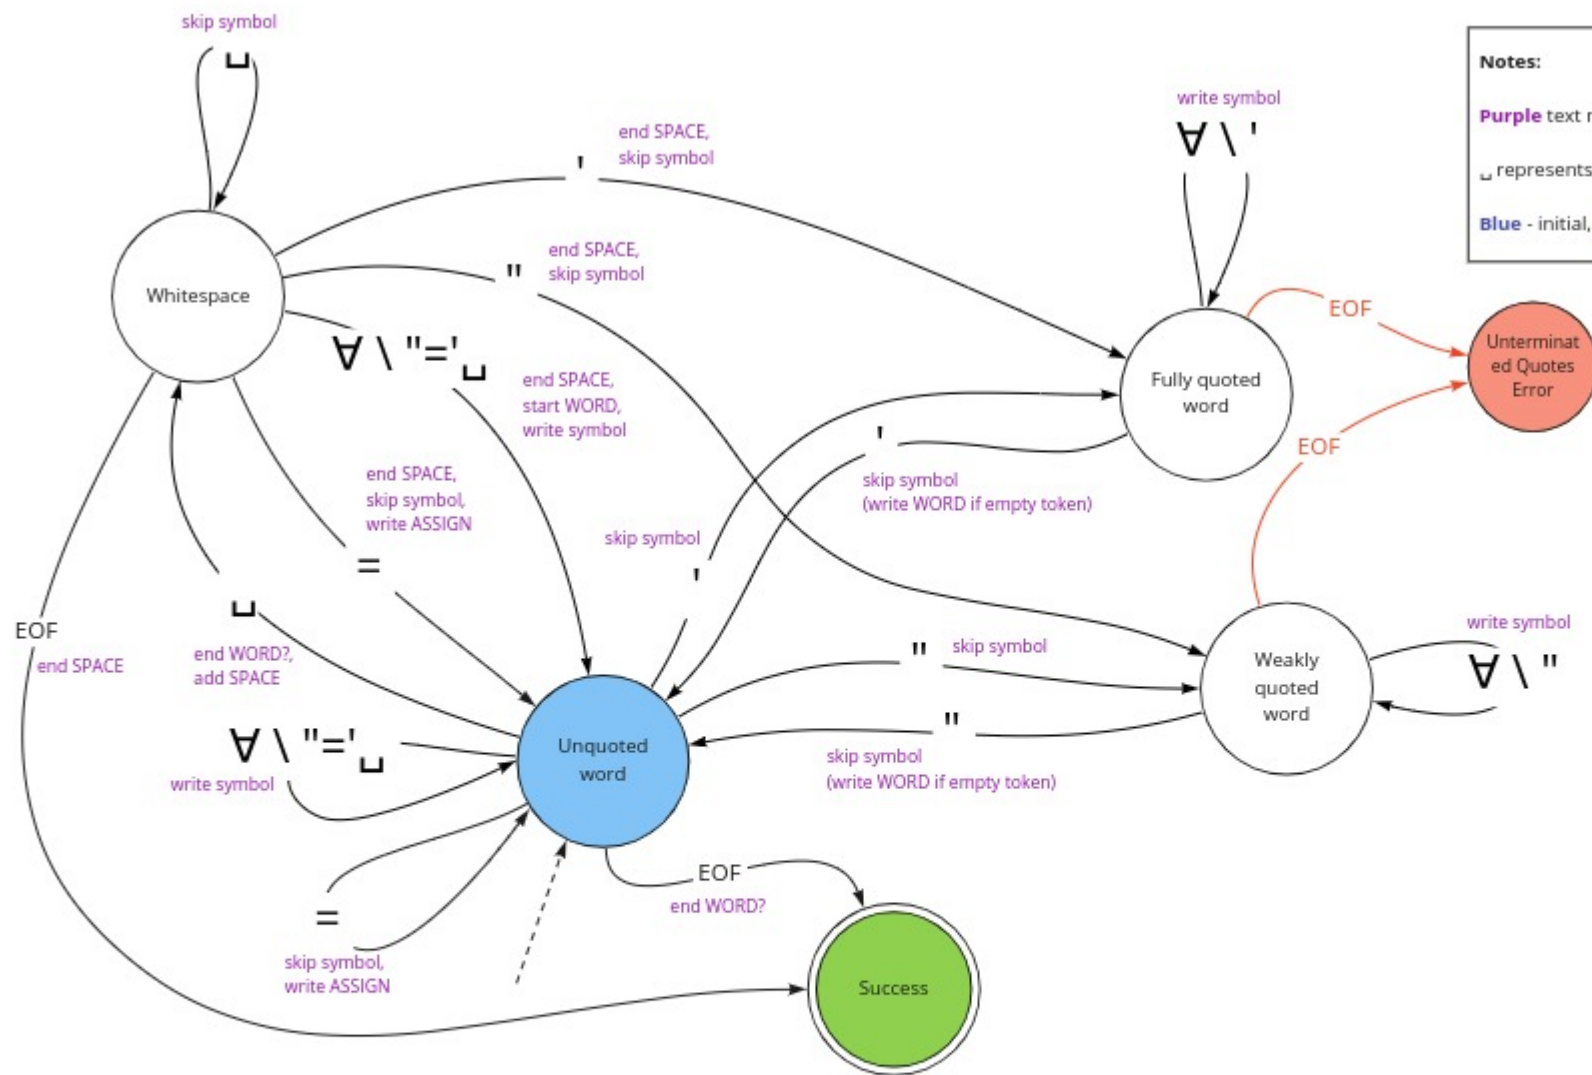 skip symbol
␣
Notes:
Purple text
␣ represents
Blue - initial,
write symbol
∀ \ '
end SPACE,
skip symbol
'
end SPACE,
skip symbol
"
Whitespace
∀ \ "='␣
end SPACE,
start WORD,
write symbol
EOF
Unterminat
ed Quotes
Error
Fully quoted
word
'
skip symbol
(write WORD if empty token)
EOF
end SPACE,
skip symbol,
write ASSIGN
=
skip symbol
'
␣
end WORD?,
add SPACE
EOF
end SPACE
" skip symbol
Weakly
quoted
word
write symbol
∀ \ "
"
skip symbol
(write WORD if empty token)
∀ \ "='␣
write symbol
Unquoted
word
=
skip symbol,
write ASSIGN
EOF
end WORD?
Success